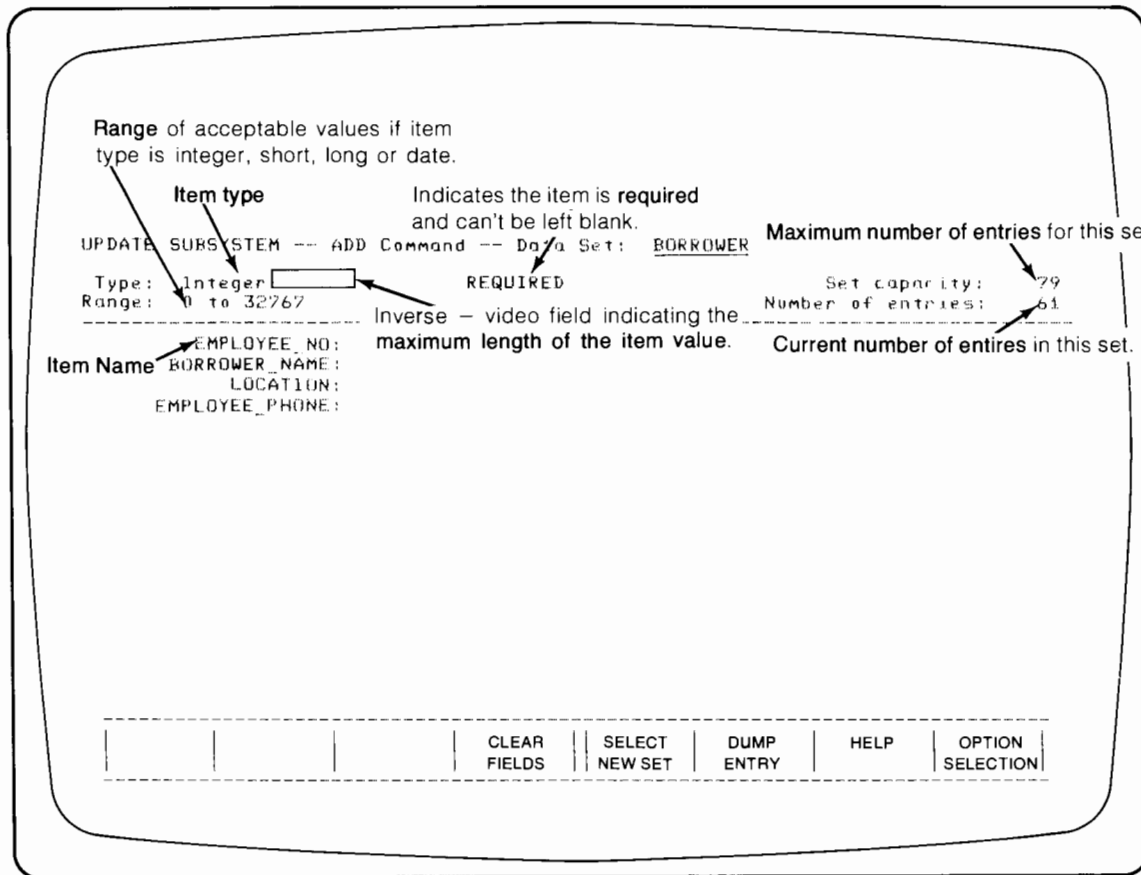 Range of acceptable values if item
type is integer, short, long or date.
Item type
Indicates the item is required
and can't be left blank.
UPDATE SUBSYSTEM -- ADD Command -- Data Set: BORROWER
Maximum number of entries for this se
Type: Integer
REQUIRED
Set capacity: 79
Range: 0 to 32767
Number of entries: 61
Inverse – video field indicating the
maximum length of the item value.
Current number of entires in this set.
Item Name
EMPLOYEE_NO:
BORROWER_NAME:
LOCATION:
EMPLOYEE_PHONE:
CLEAR FIELDS
SELECT NEW SET
DUMP ENTRY
HELP
OPTION SELECTION